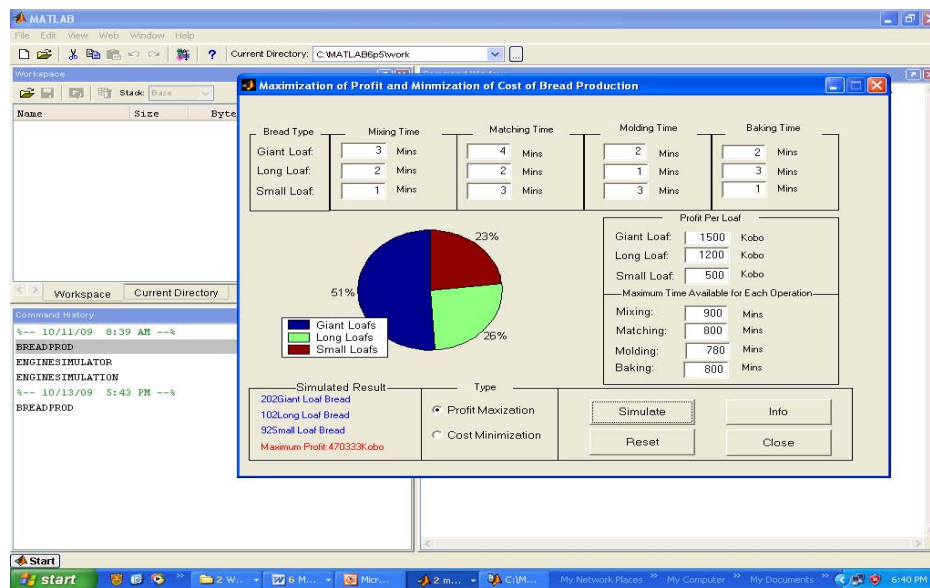 MATLAB
File Edit View Web Window Help
? Current Directory: C:\MATLAB6p5\work ...
Workspace
Stack: Base
Name Size Byte
Workspace Current Directory
Command History
%-- 10/11/09 8:39 AM --%
BREADPROD
ENGINESIMULATOR
ENGINESIMULATION
%-- 10/13/09 5:43 PM --%
BREADPROD
Maximization of Profit and Minmization of Cost of Bread Production
Bread Type Mixing Time Matching Time Molding Time Baking Time
Giant Loaf: 3 Mins 4 Mins 2 Mins 2 Mins
Long Loaf: 2 Mins 2 Mins 1 Mins 3 Mins
Small Loaf: 1 Mins 3 Mins 3 Mins 1 Mins
23%
51%
26%
Giant Loafs
Long Loafs
Small Loafs
Profit Per Loaf
Giant Loaf: 1500 Kobo
Long Loaf: 1200 Kobo
Small Loaf: 500 Kobo
Maximum Time Available for Each Operation
Mixing: 900 Mins
Matching: 800 Mins
Molding: 780 Mins
Baking: 800 Mins
Simulated Result
202Giant Loaf Bread
102Long Loaf Bread
92Small Loaf Bread
Maximum Profit:470333Kobo
Type
Profit Maxization
Cost Minimization
Simulate Info
Reset Close
Start
start 2 W... 6 M... Micr... 2 m... C:\M... My Network Places » My Computer » My Documents » 6:40 PM